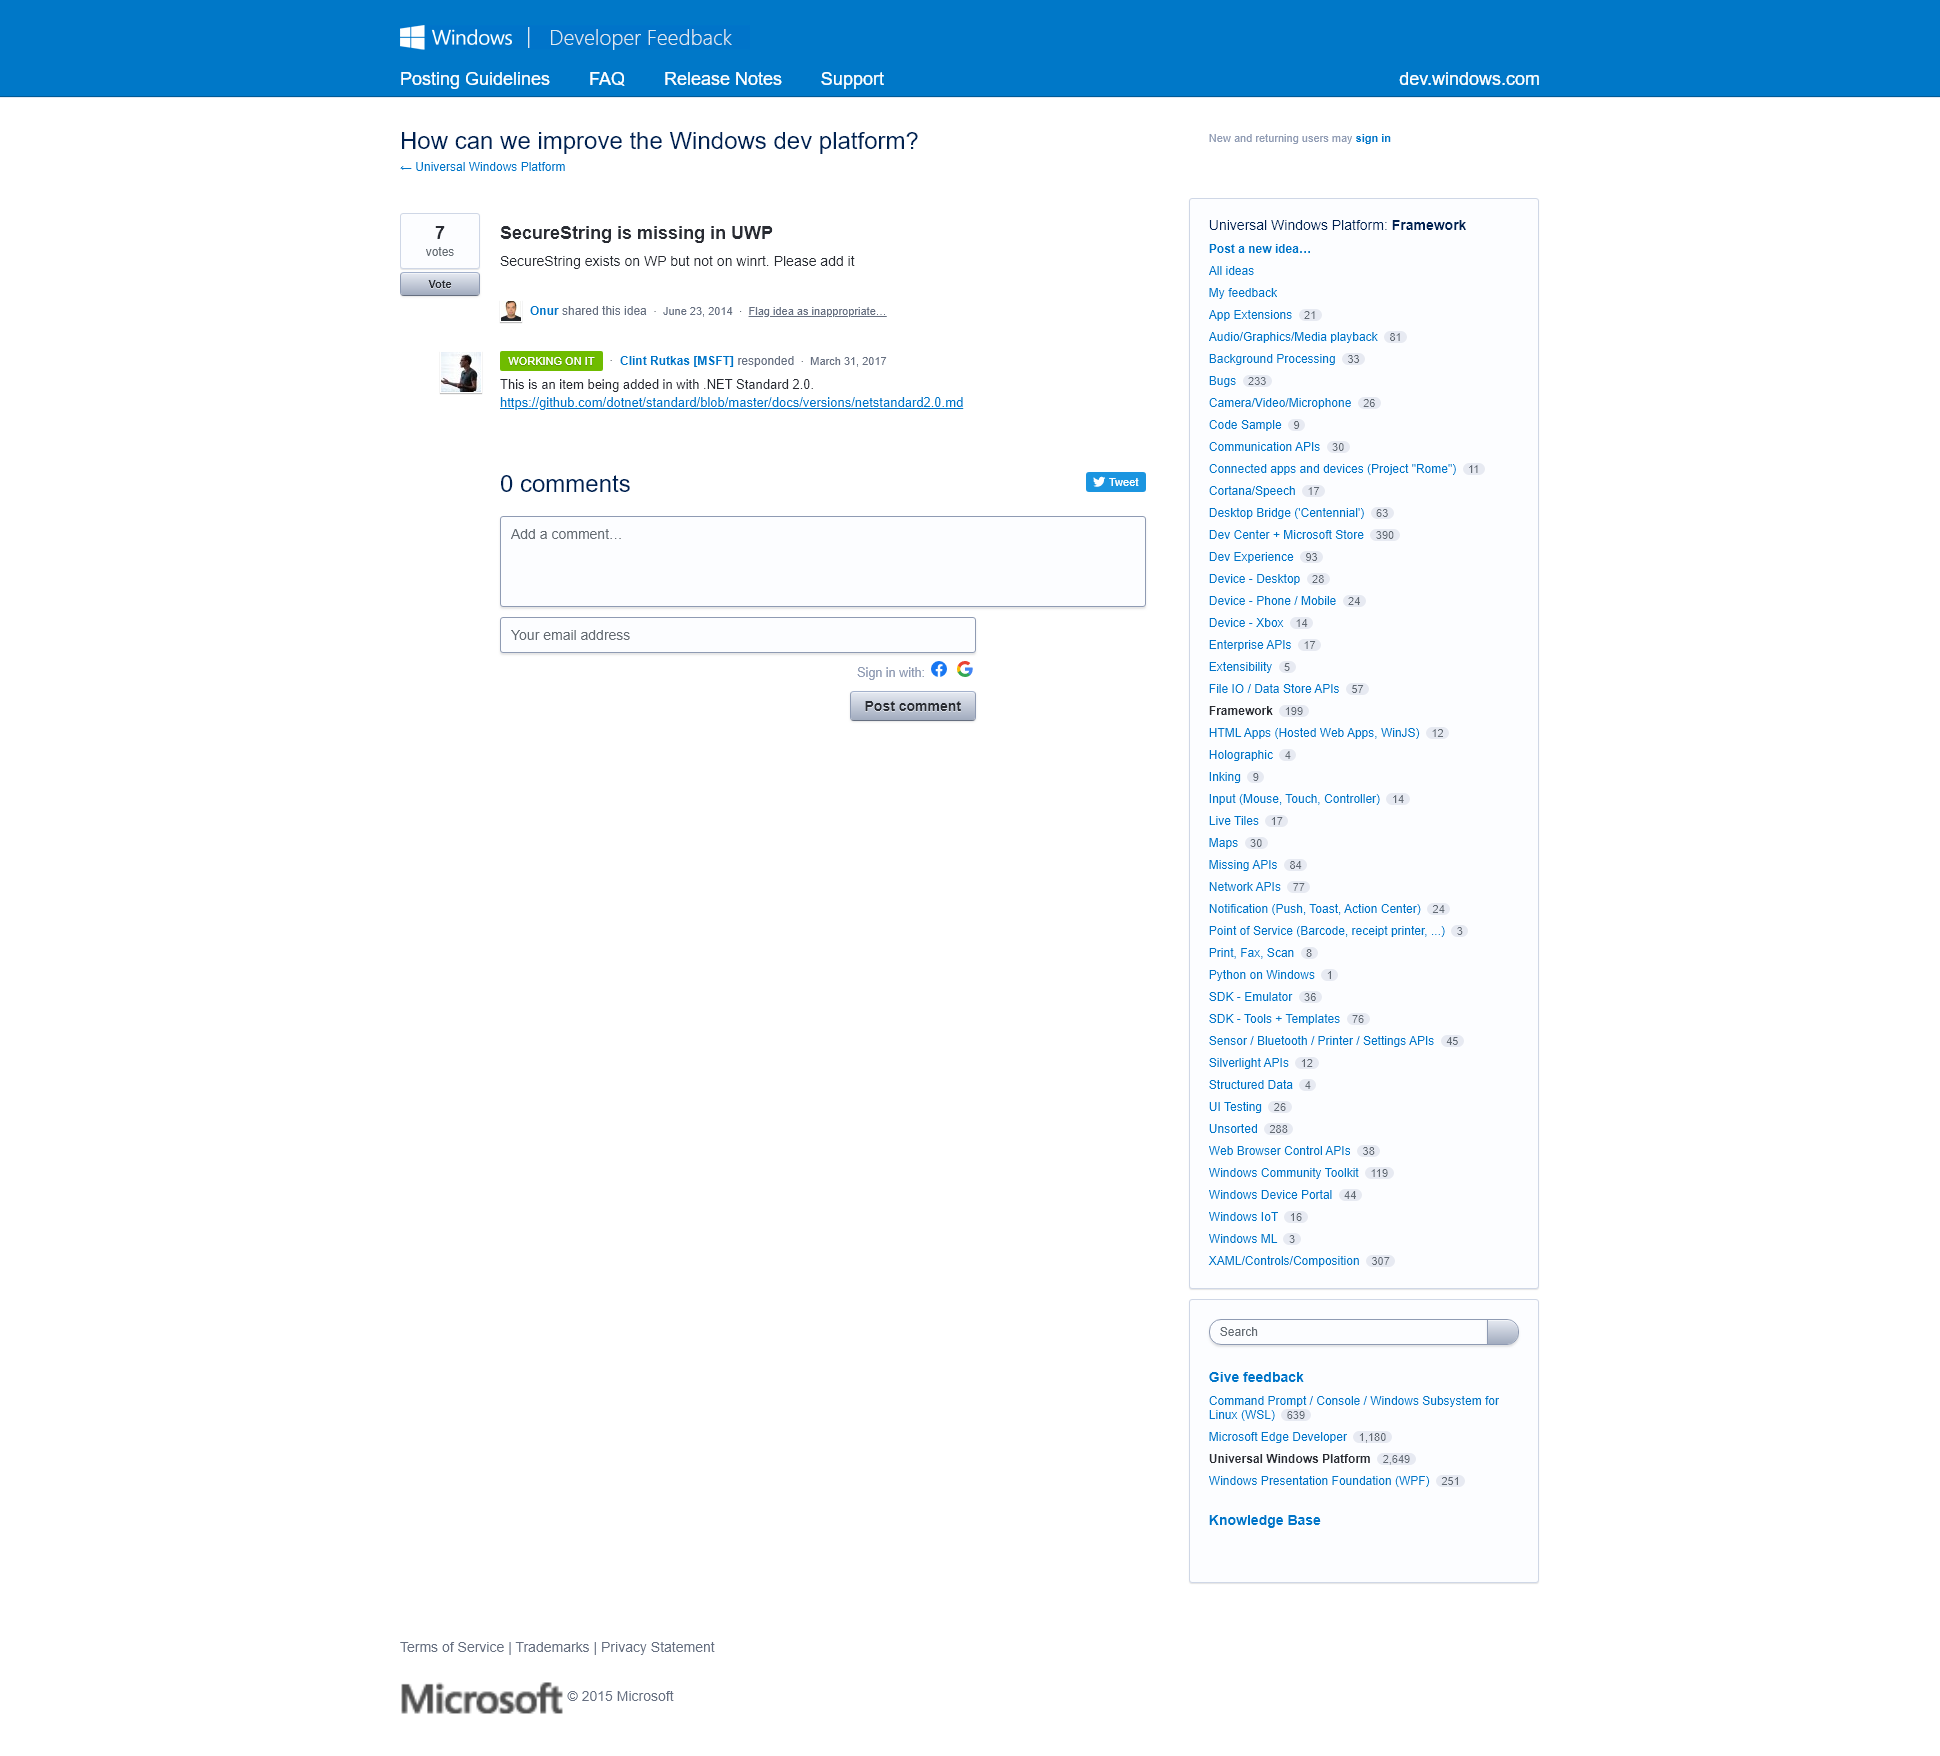 Windows | Developer Feedback
Posting Guidelines FAQ Release Notes Support dev.windows.com
How can we improve the Windows dev platform?
← Universal Windows Platform
New and returning users may sign in
7
votes
Vote
SecureString is missing in UWP
SecureString exists on WP but not on winrt. Please add it
Onur shared this idea · June 23, 2014 · Flag idea as inappropriate…
WORKING ON IT · Clint Rutkas [MSFT] responded · March 31, 2017
This is an item being added in with .NET Standard 2.0.
https://github.com/dotnet/standard/blob/master/docs/versions/netstandard2.0.md
0 comments
Tweet
Add a comment…
Your email address
Sign in with:
Post comment
Universal Windows Platform: Framework
Post a new idea…
All ideas
My feedback
App Extensions 21
Audio/Graphics/Media playback 81
Background Processing 33
Bugs 233
Camera/Video/Microphone 26
Code Sample 9
Communication APIs 30
Connected apps and devices (Project "Rome") 11
Cortana/Speech 17
Desktop Bridge ('Centennial') 63
Dev Center + Microsoft Store 390
Dev Experience 93
Device - Desktop 28
Device - Phone / Mobile 24
Device - Xbox 14
Enterprise APIs 17
Extensibility 5
File IO / Data Store APIs 57
Framework 199
HTML Apps (Hosted Web Apps, WinJS) 12
Holographic 4
Inking 9
Input (Mouse, Touch, Controller) 14
Live Tiles 17
Maps 30
Missing APIs 84
Network APIs 77
Notification (Push, Toast, Action Center) 24
Point of Service (Barcode, receipt printer, ...) 3
Print, Fax, Scan 8
Python on Windows 1
SDK - Emulator 36
SDK - Tools + Templates 76
Sensor / Bluetooth / Printer / Settings APIs 45
Silverlight APIs 12
Structured Data 4
UI Testing 26
Unsorted 288
Web Browser Control APIs 38
Windows Community Toolkit 119
Windows Device Portal 44
Windows IoT 16
Windows ML 3
XAML/Controls/Composition 307
Search
Give feedback
Command Prompt / Console / Windows Subsystem for
Linux (WSL) 639
Microsoft Edge Developer 1,180
Universal Windows Platform 2,649
Windows Presentation Foundation (WPF) 251
Knowledge Base
Terms of Service | Trademarks | Privacy Statement
Microsoft © 2015 Microsoft